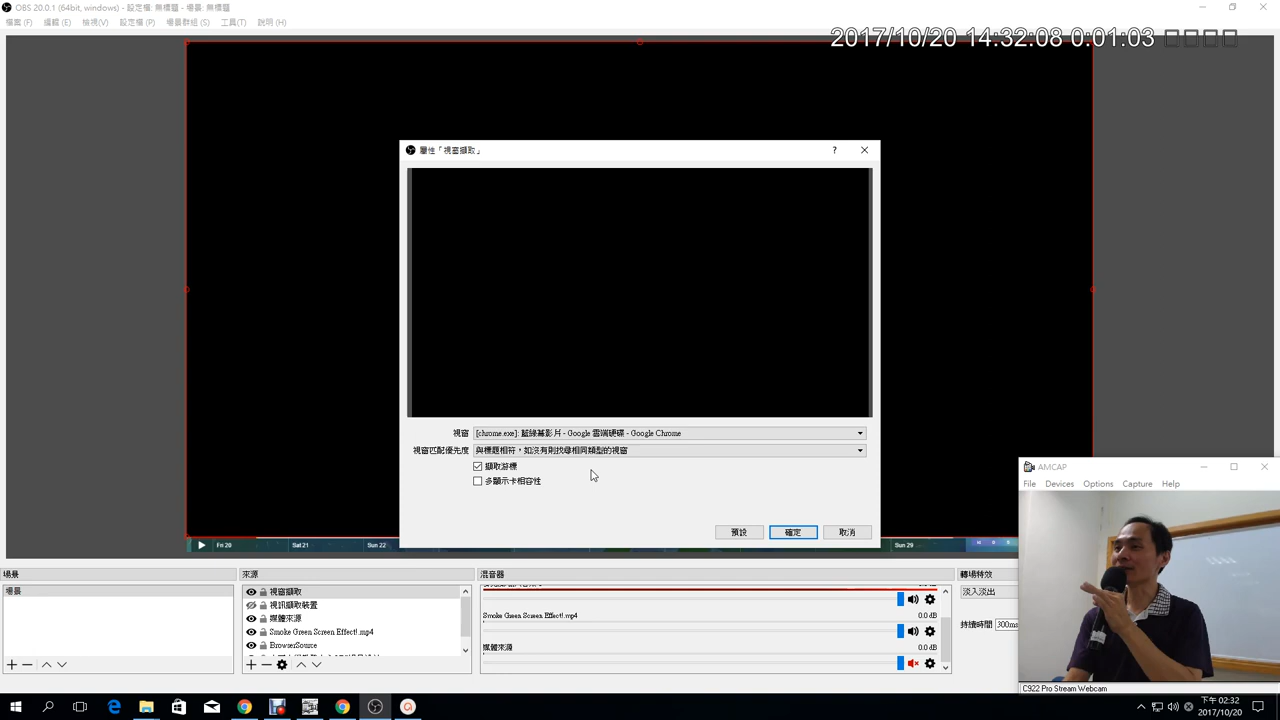 OBS 20.0.1 (64bit, windows) - 設定檔: 無標題 - 場景: 無標題
檔案 (F) 編輯 (E) 檢視(V) 設定檔 (P) 場景群組 (S) 工具(T) 說明 (H)
2017/10/20 14:32:08 0:01:03
屬性「視窗擷取」
視窗 [chrome.exe]: 藍綠幕影片 - Google 雲端硬碟 - Google Chrome
視窗匹配優先度 與標題相符，如沒有則找尋相同類型的視窗
擷取游標
多顯示卡相容性
預設 確定 取消
Fri 20 Sat 21 Sun 22 Sun 29
AMCAP
File Devices Options Capture Help
C922 Pro Stream Webcam
場景
場景
來源
視窗擷取
視訊擷取裝置
媒體來源
Smoke Green Screen Effect!.mp4
BrowserSource
混音器
0.0 dB
Smoke Green Screen Effect!.mp4 0.0 dB
媒體來源 0.0 dB
轉場特效
淡入淡出
持續時間 300ms
下午 02:32
2017/10/20